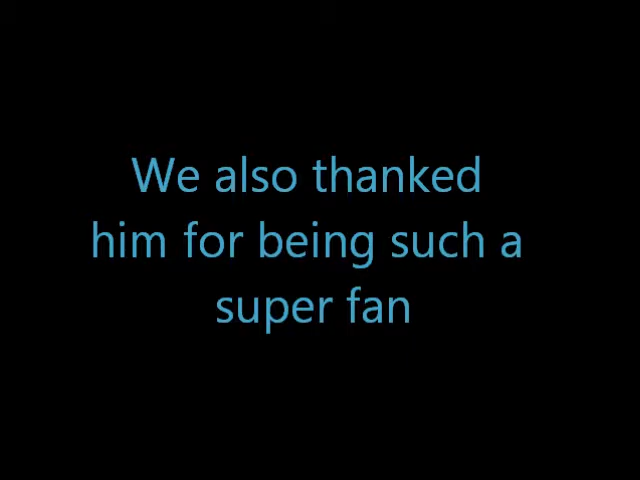 We also thanked
him for being such a
super fan